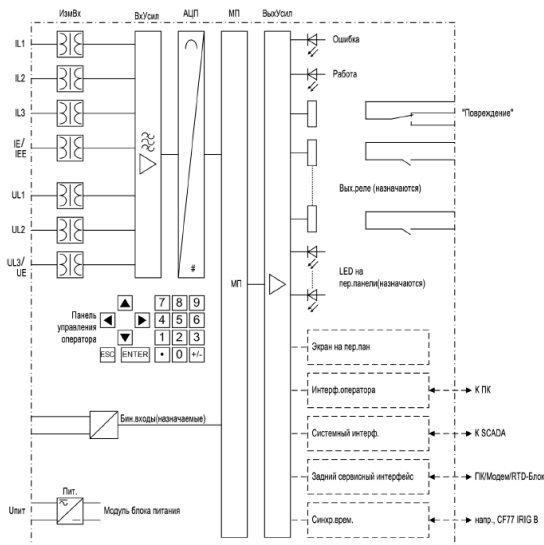 ИзмВх
ВхУсил
АЦП
МП
ВыхУсил
IL1
IL2
IL3
IE/
IEE
UL1
UL2
UL3/
UE
#
МП
Ошибка
Работа
"Повреждение"
Вых.реле (назначаются)
LED на
пер.панели(назначаются)
Панель
управления
оператора
7 8 9
4 5 6
1 2 3
ESC ENTER • 0 +/-
Экран на пер.пан
Интерф.оператора
К ПК
Бин.входы(назначаемые)
Системный интерф.
К SCADA
Задний сервисный интерфейс
ПК/Модем/RTD-Блок
Пит.
Uпит
Модуль блока питания
Синхр.врем.
напр., CF77 IRIG B